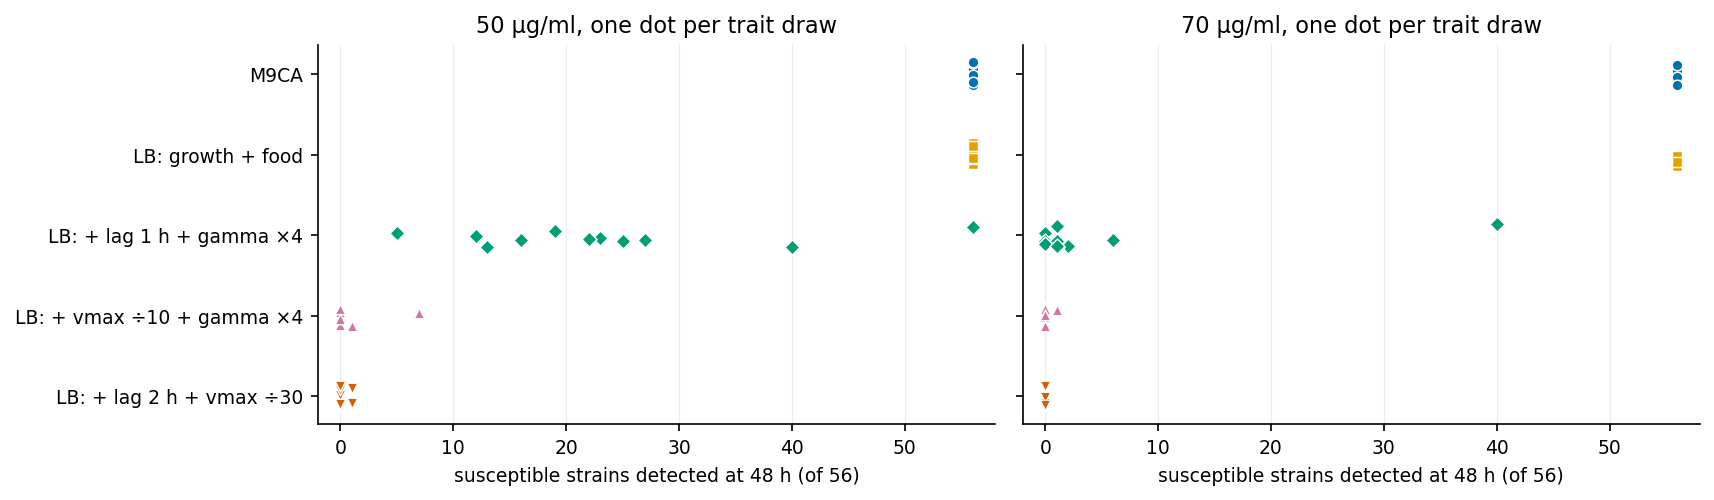 50 µg/ml, one dot per trait draw
70 µg/ml, one dot per trait draw
M9CA
LB: growth + food
LB: + lag 1 h + gamma ×4
LB: + vmax ÷10 + gamma ×4
LB: + lag 2 h + vmax ÷30
0 10 20 30 40 50
0 10 20 30 40 50
susceptible strains detected at 48 h (of 56)
susceptible strains detected at 48 h (of 56)